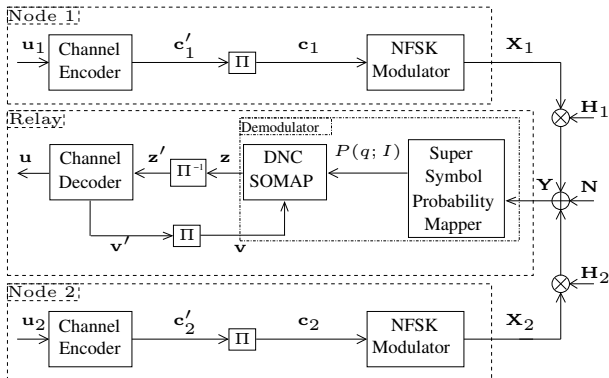 Node 1
u₁
Channel
Encoder
c′₁
Π
c₁
NFSK
Modulator
X₁
H₁
Relay
Demodulator
u
Channel
Decoder
z′
Π⁻¹
z
DNC
SOMAP
P(q; I)
Super
Symbol
Probability
Mapper
Y
N
v′
Π
v
H₂
Node 2
u₂
Channel
Encoder
c′₂
Π
c₂
NFSK
Modulator
X₂